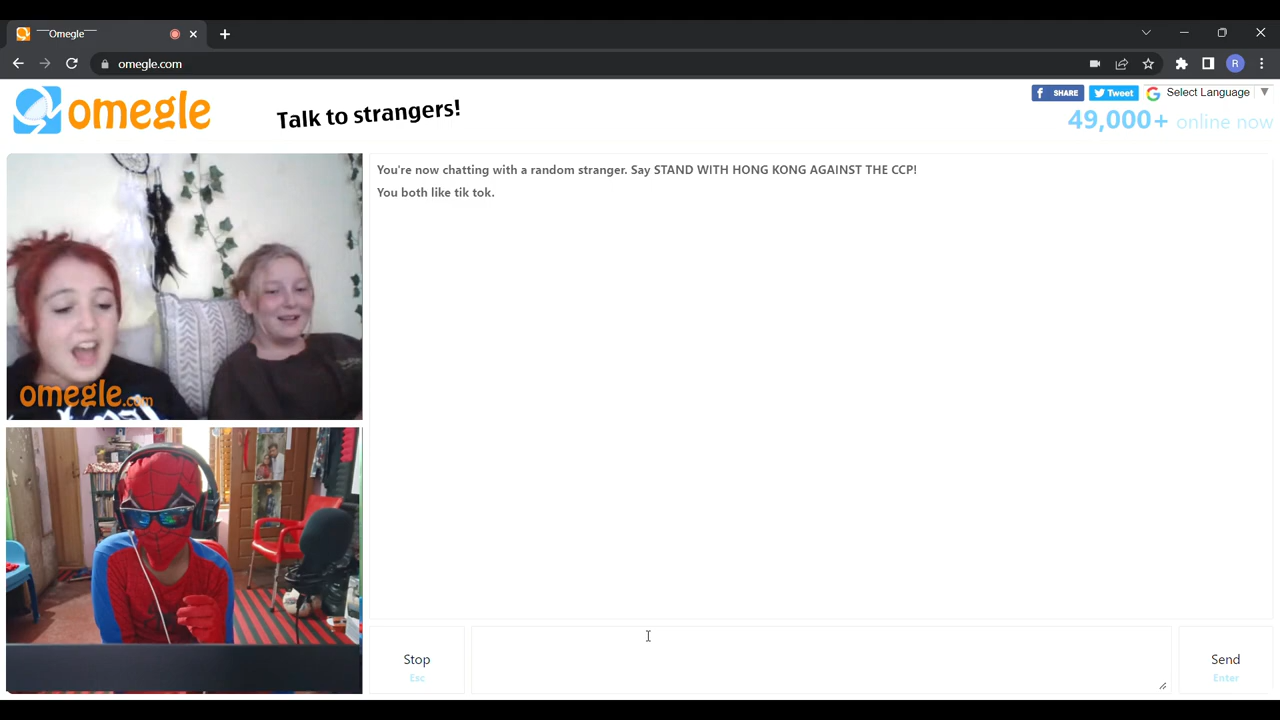 Omegle
omegle.com
R
omegle
Talk to strangers!
f SHARE
Tweet
G Select Language ▼
49,000+ online now
You're now chatting with a random stranger. Say STAND WITH HONG KONG AGAINST THE CCP!
You both like tik tok.
omegle.com
Stop
Esc
Send
Enter